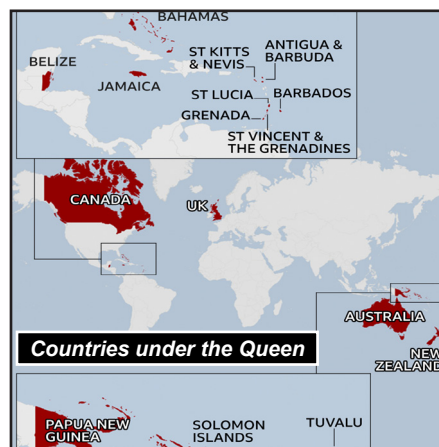 BAHAMAS
ST KITTS
& NEVIS
ANTIGUA &
BARBUDA
BELIZE
JAMAICA
ST LUCIA
BARBADOS
GRENADA
ST VINCENT &
THE GRENADINES
CANADA
UK
AUSTRALIA
Countries under the Queen
NEW
ZEALAND
PAPUA NEW
GUINEA
SOLOMON
ISLANDS
TUVALU